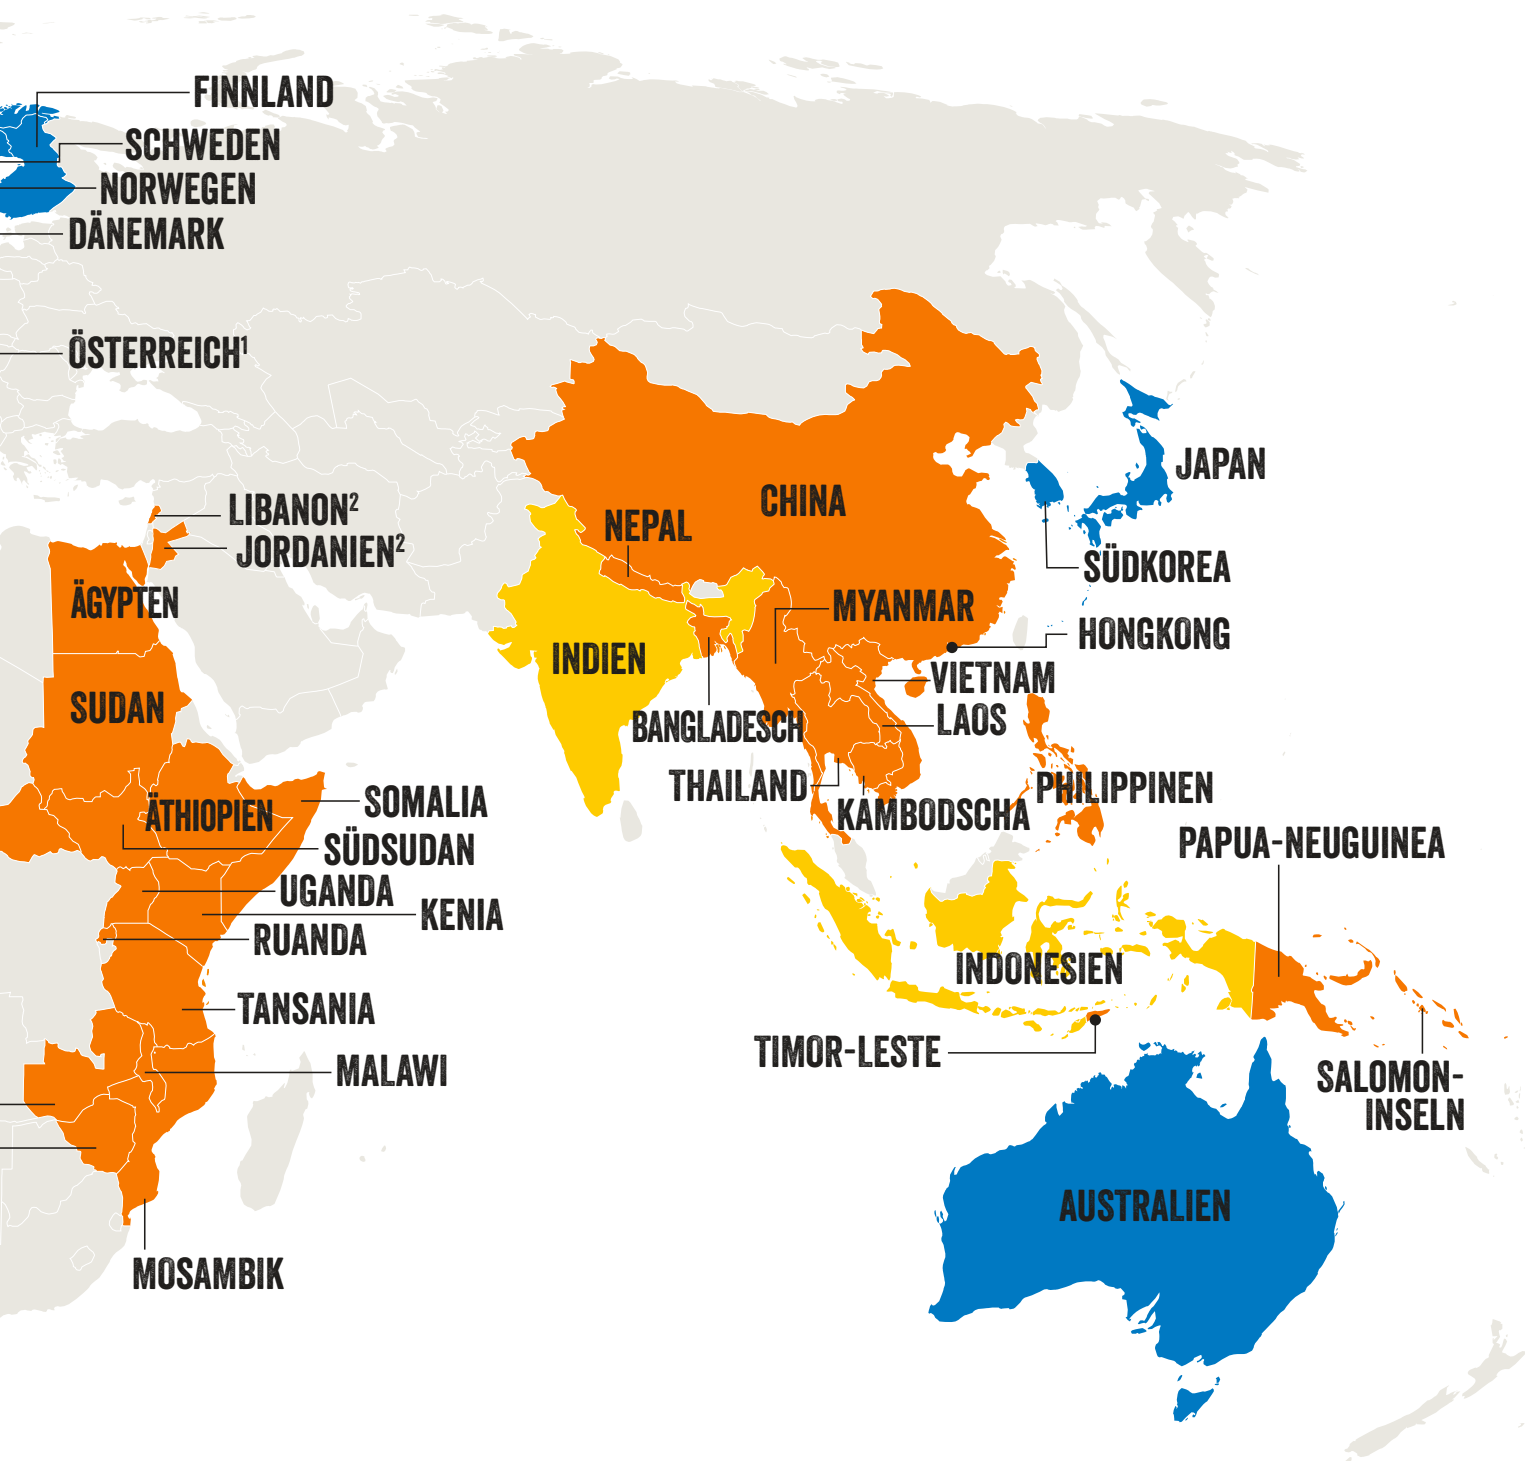 FINNLAND
SCHWEDEN
NORWEGEN
DÄNEMARK
ÖSTERREICH¹
LIBANON²
JORDANIEN²
ÄGYPTEN
SUDAN
ÄTHIOPIEN
SOMALIA
SÜDSUDAN
UGANDA
KENIA
RUANDA
TANSANIA
MALAWI
MOSAMBIK
CHINA
NEPAL
INDIEN
MYANMAR
BANGLADESCH
THAILAND
KAMBODSCHA
VIETNAM
LAOS
JAPAN
SÜDKOREA
HONGKONG
PHILIPPINEN
PAPUA-NEUGUINEA
INDONESIEN
TIMOR-LESTE
SALOMON-
INSELN
AUSTRALIEN